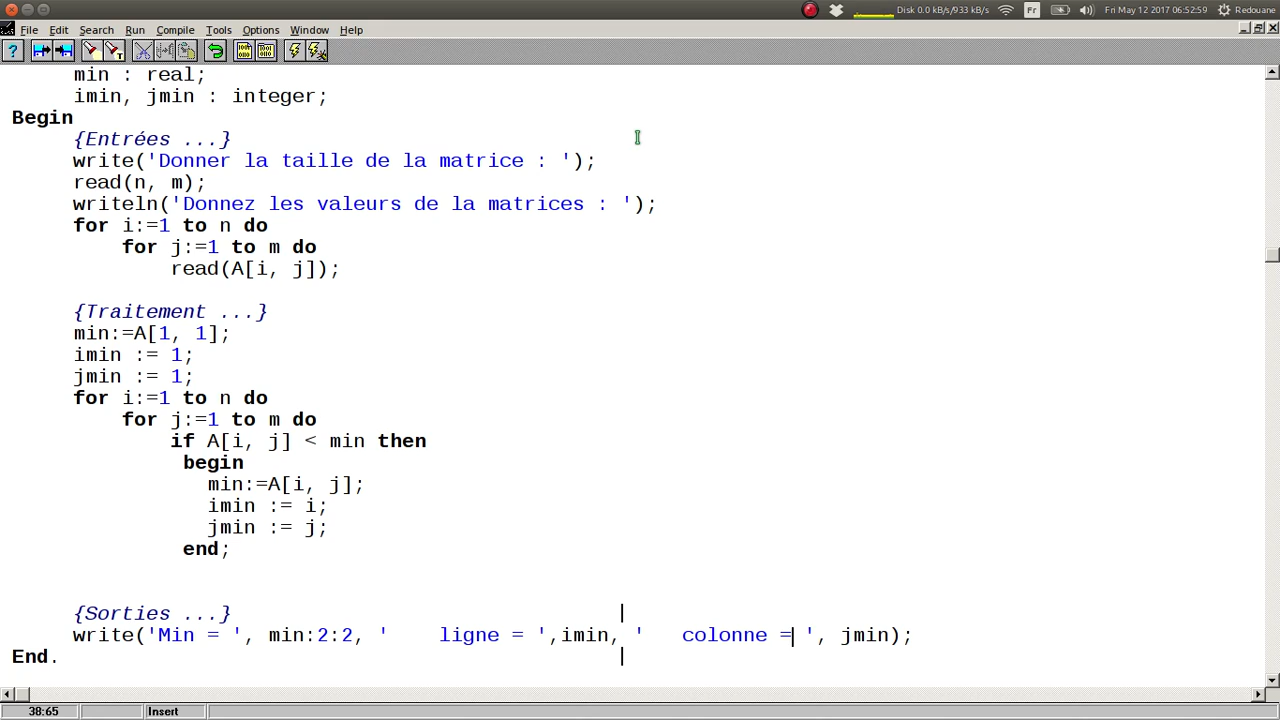 Disk 0.0 kB/s/933 kB/s Fr Fri May 12 2017 06:52:59 Redouane
File Edit Search Run Compile Tools Options Window Help
min : real;
imin, jmin : integer;
Begin
{Entrées ...}
write('Donner la taille de la matrice : ');
read(n, m);
writeln('Donnez les valeurs de la matrices : ');
for i:=1 to n do
for j:=1 to m do
read(A[i, j]);
{Traitement ...}
min:=A[1, 1];
imin := 1;
jmin := 1;
for i:=1 to n do
for j:=1 to m do
if A[i, j] < min then
begin
min:=A[i, j];
imin := i;
jmin := j;
end;
{Sorties ...}
write('Min = ', min:2:2, '    ligne = ',imin, '   colonne = ', jmin);
End.
38:65 Insert